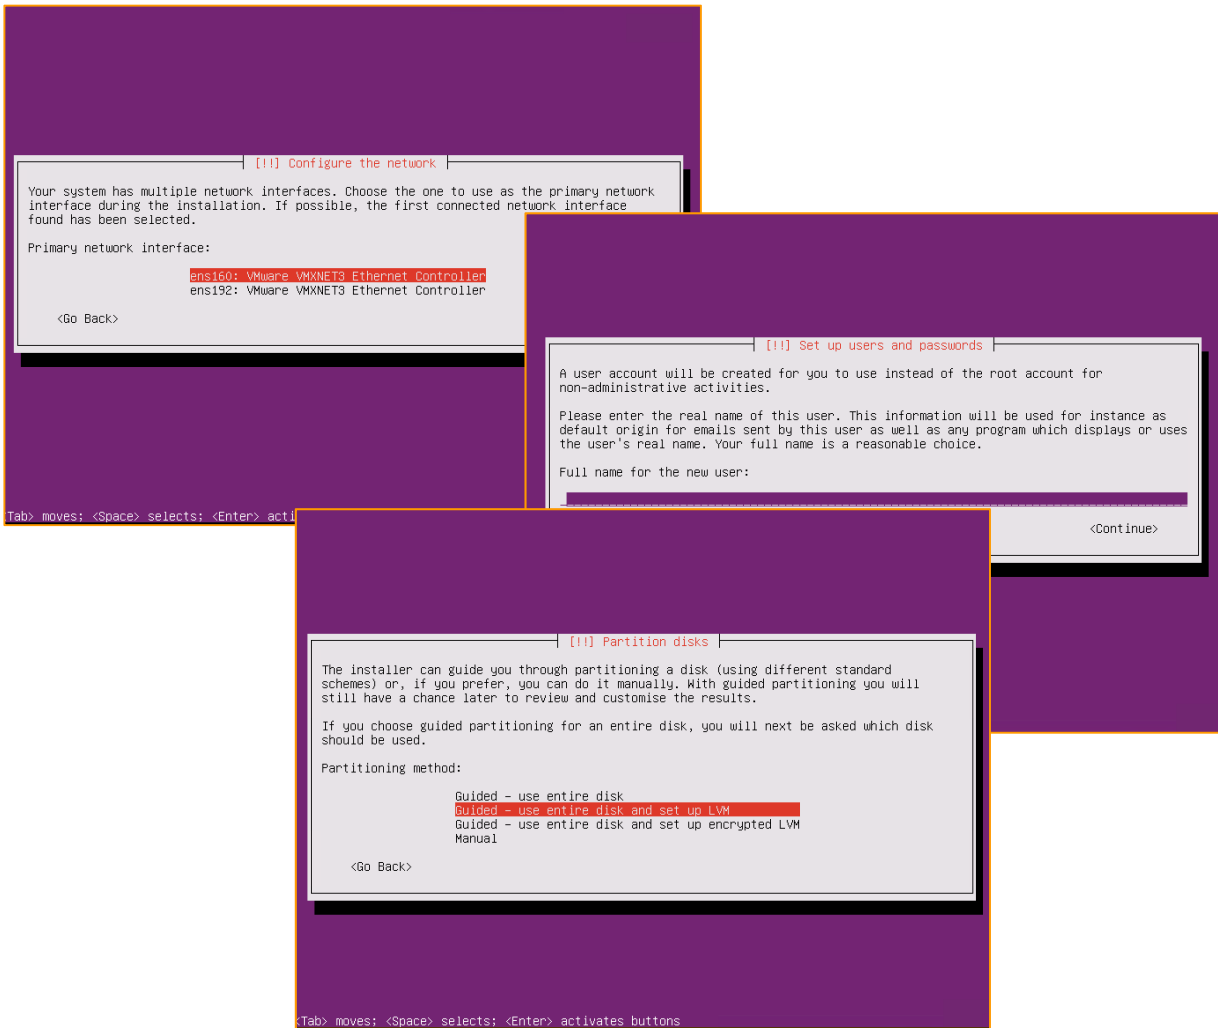 [!!] Configure the network
Your system has multiple network interfaces. Choose the one to use as the primary network
interface during the installation. If possible, the first connected network interface
found has been selected.
Primary network interface:
ens160: VMware VMXNET3 Ethernet Controller
ens192: VMware VMXNET3 Ethernet Controller
<Go Back>
<Tab> moves; <Space> selects; <Enter> acti
[!!] Set up users and passwords
A user account will be created for you to use instead of the root account for
non-administrative activities.
Please enter the real name of this user. This information will be used for instance as
default origin for emails sent by this user as well as any program which displays or uses
the user's real name. Your full name is a reasonable choice.
Full name for the new user:
<Continue>
[!!] Partition disks
The installer can guide you through partitioning a disk (using different standard
schemes) or, if you prefer, you can do it manually. With guided partitioning you will
still have a chance later to review and customise the results.
If you choose guided partitioning for an entire disk, you will next be asked which disk
should be used.
Partitioning method:
Guided - use entire disk
Guided - use entire disk and set up LVM
Guided - use entire disk and set up encrypted LVM
Manual
<Go Back>
<Tab> moves; <Space> selects; <Enter> activates buttons